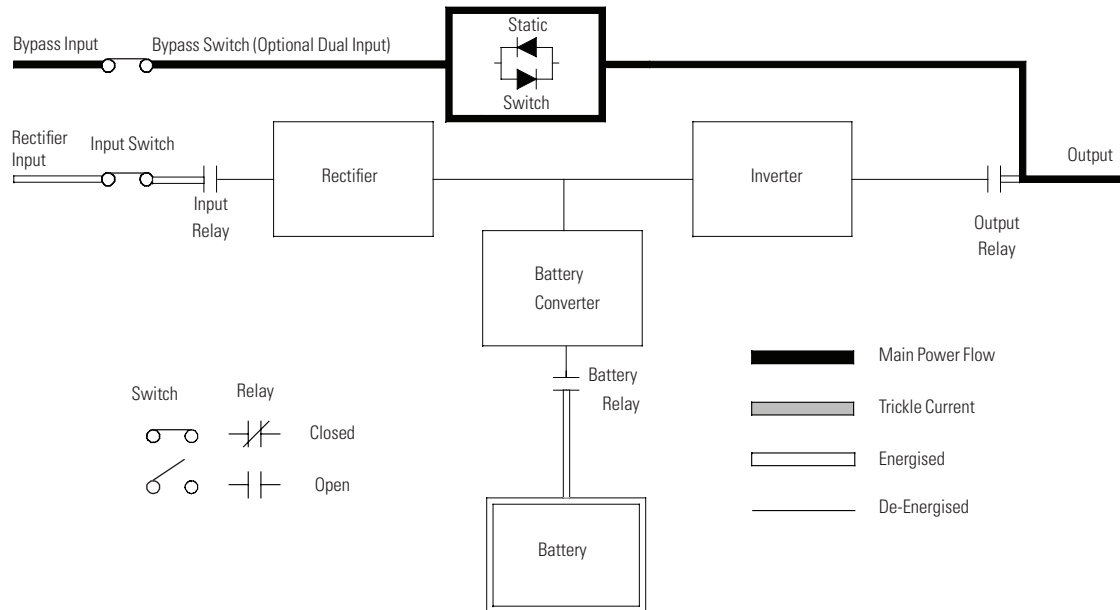 Static
Bypass Input
Bypass Switch (Optional Dual Input)
Switch
Rectifier
Input
Input Switch
Output
Rectifier
Inverter
Input
Relay
Output
Relay
Battery
Converter
Main Power Flow
Battery
Relay
Switch
Relay
Trickle Current
Closed
Energised
Open
De-Energised
Battery